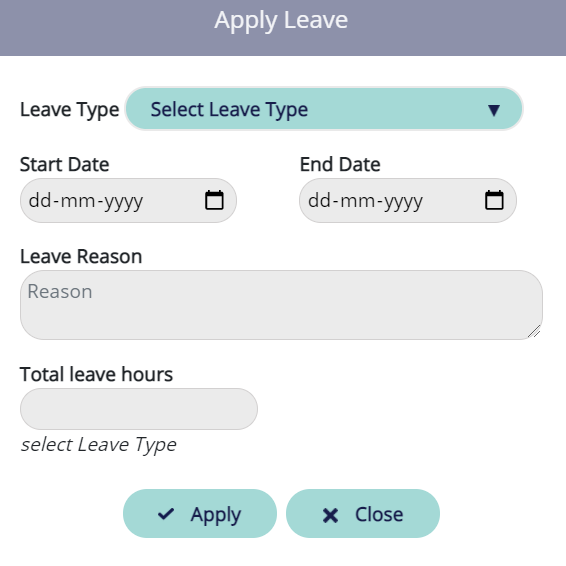 Apply Leave
Leave Type Select Leave Type ▼
Start Date End Date
dd-mm-yyyy dd-mm-yyyy
Leave Reason
Reason
Total leave hours
select Leave Type
Apply Close